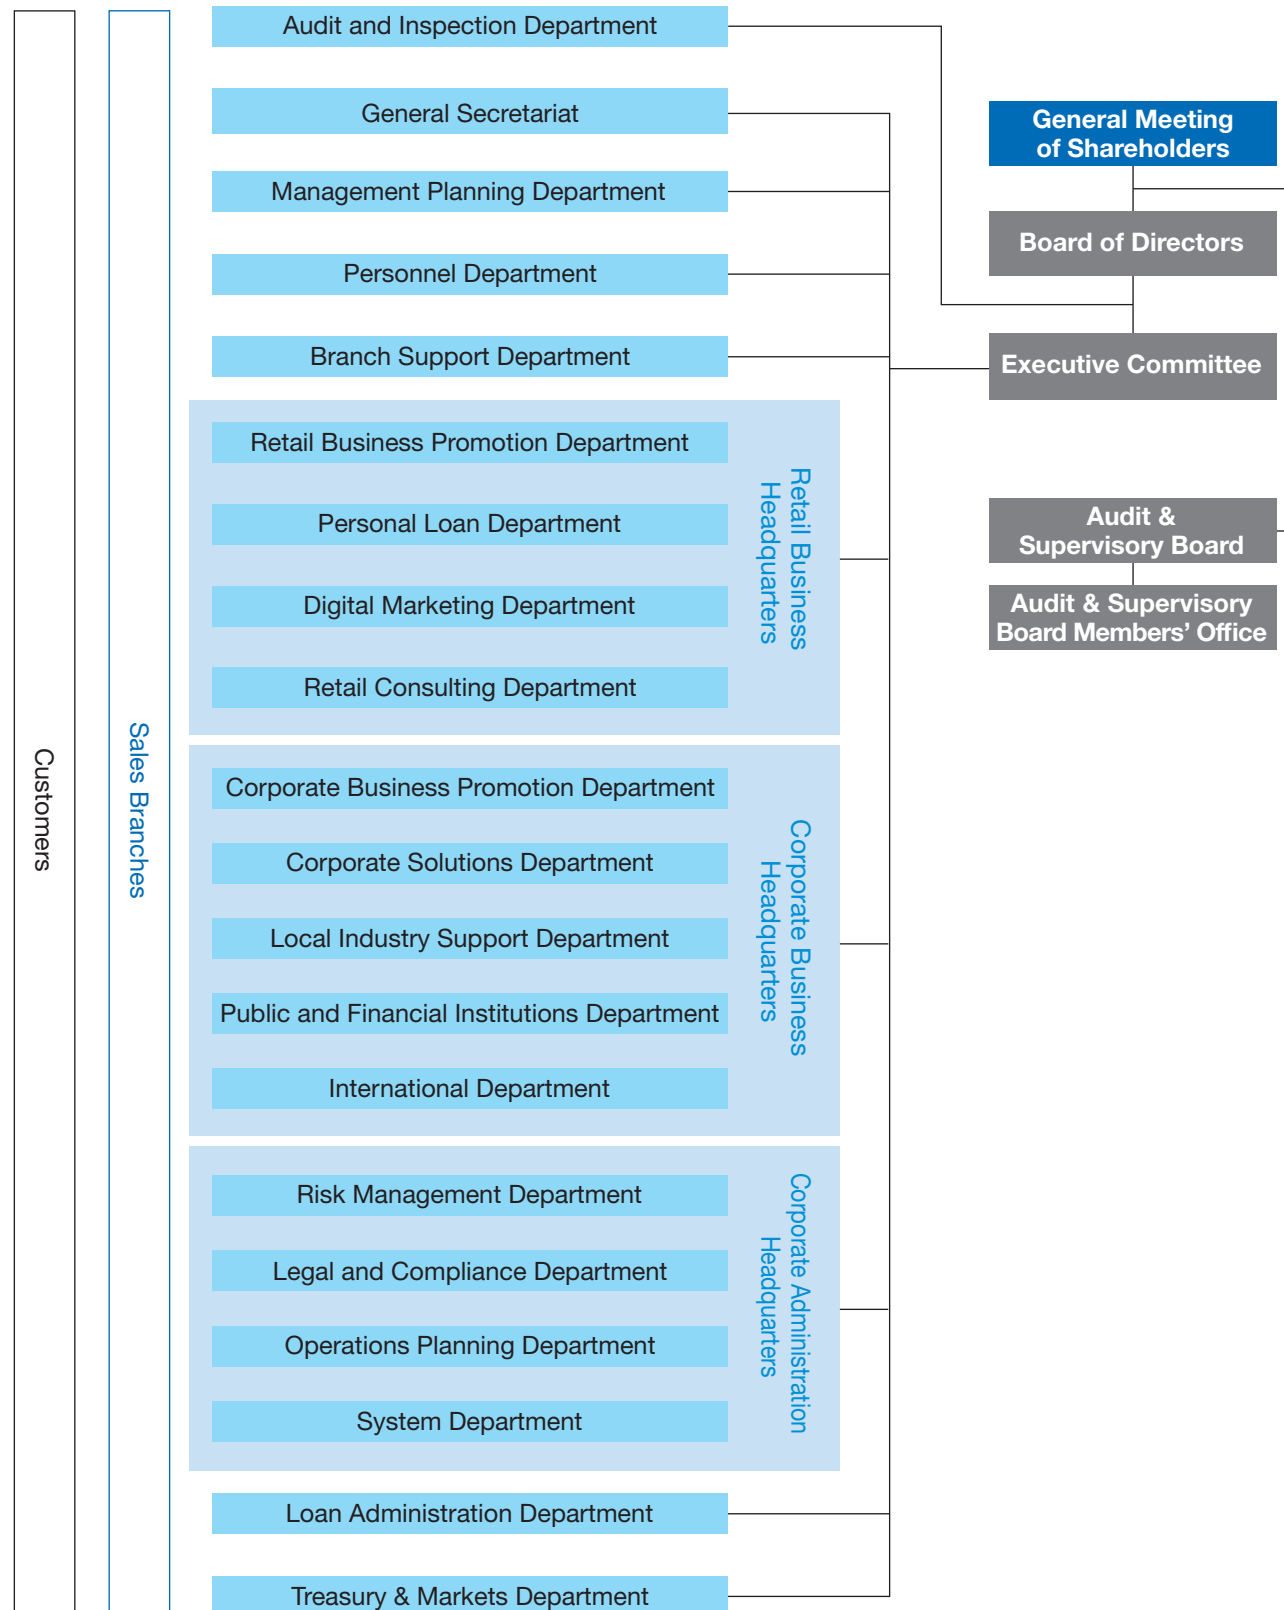 Customers
Sales Branches
Audit and Inspection Department
General Secretariat
Management Planning Department
Personnel Department
Branch Support Department
Retail Business Promotion Department
Personal Loan Department
Digital Marketing Department
Retail Consulting Department
Retail Business
Headquarters
Corporate Business Promotion Department
Corporate Solutions Department
Local Industry Support Department
Public and Financial Institutions Department
International Department
Corporate Business
Headquarters
Risk Management Department
Legal and Compliance Department
Operations Planning Department
System Department
Corporate Administration
Headquarters
Loan Administration Department
Treasury & Markets Department
General Meeting
of Shareholders
Board of Directors
Executive Committee
Audit &
Supervisory Board
Audit & Supervisory
Board Members’ Office